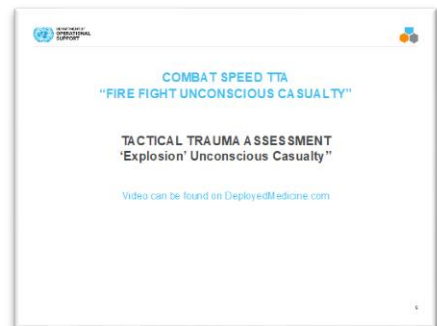 DEPARTMENT OF
OPERATIONAL
SUPPORT
COMBAT SPEED TTA
“FIRE FIGHT UNCONSCIOUS CASUALTY”
TACTICAL TRAUMA ASSESSMENT
‘Explosion’ Unconscious Casualty”
Video can be found on DeployedMedicine.com